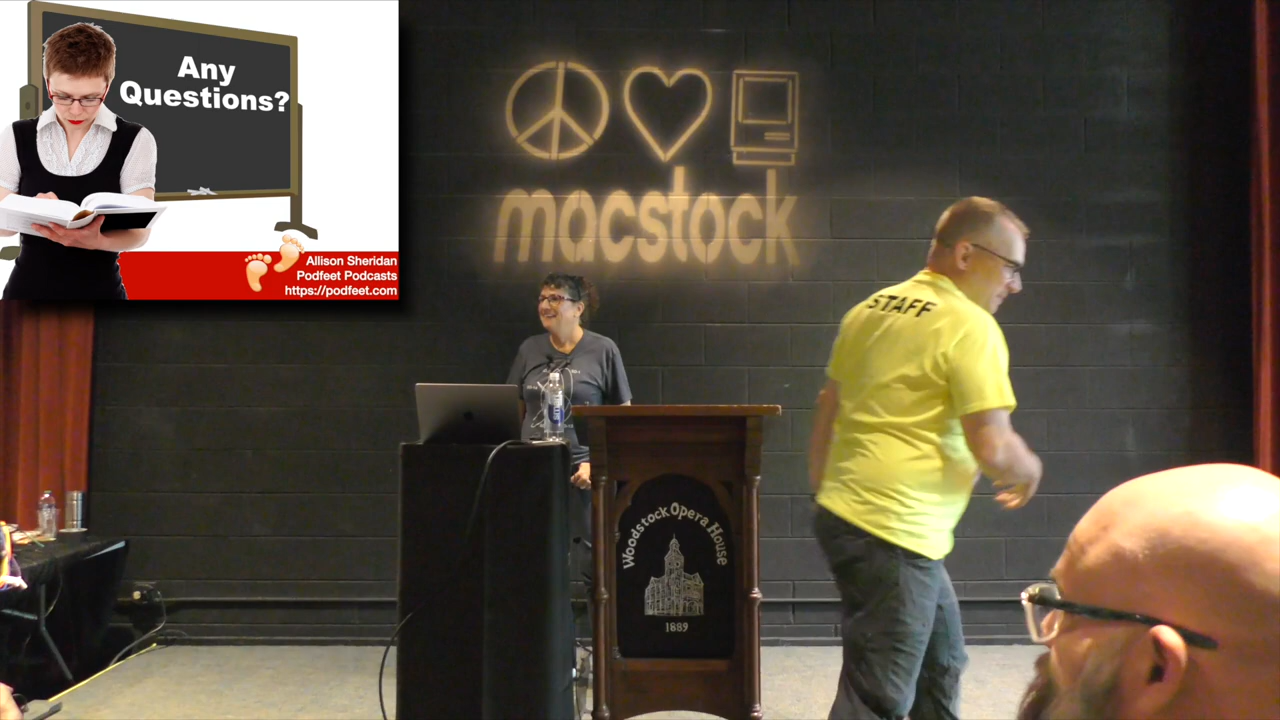 Any
Questions?
Allison Sheridan
Podfeet Podcasts
https://podfeet.com
macstock
STAFF
Woodstock Opera House
1889